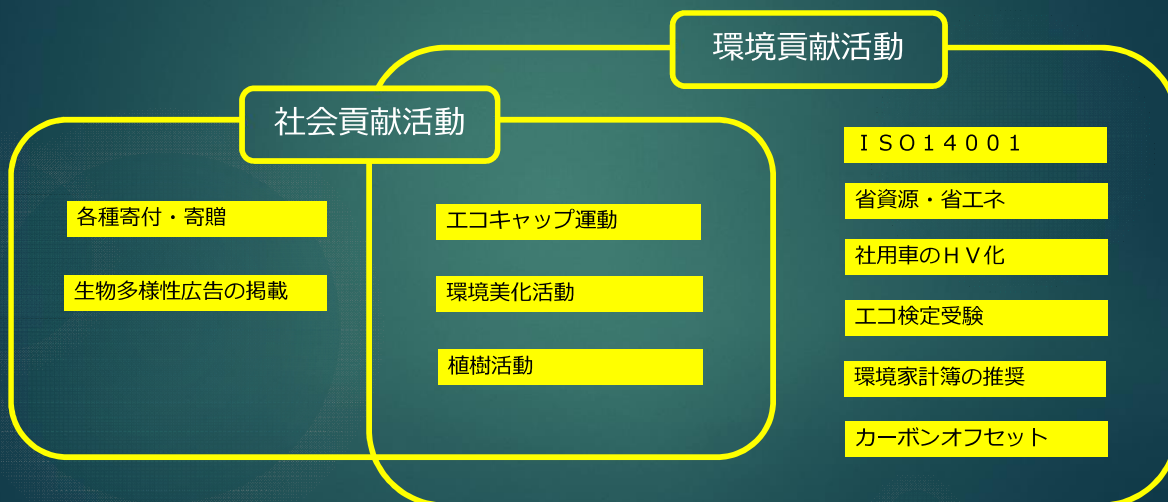 環境貢献活動
社会貢献活動
各種寄付・寄贈
生物多様性広告の掲載
エコキャップ運動
環境美化活動
植樹活動
ＩＳＯ１４００１
省資源・省エネ
社用車のＨＶ化
エコ検定受験
環境家計簿の推奨
カーボンオフセット